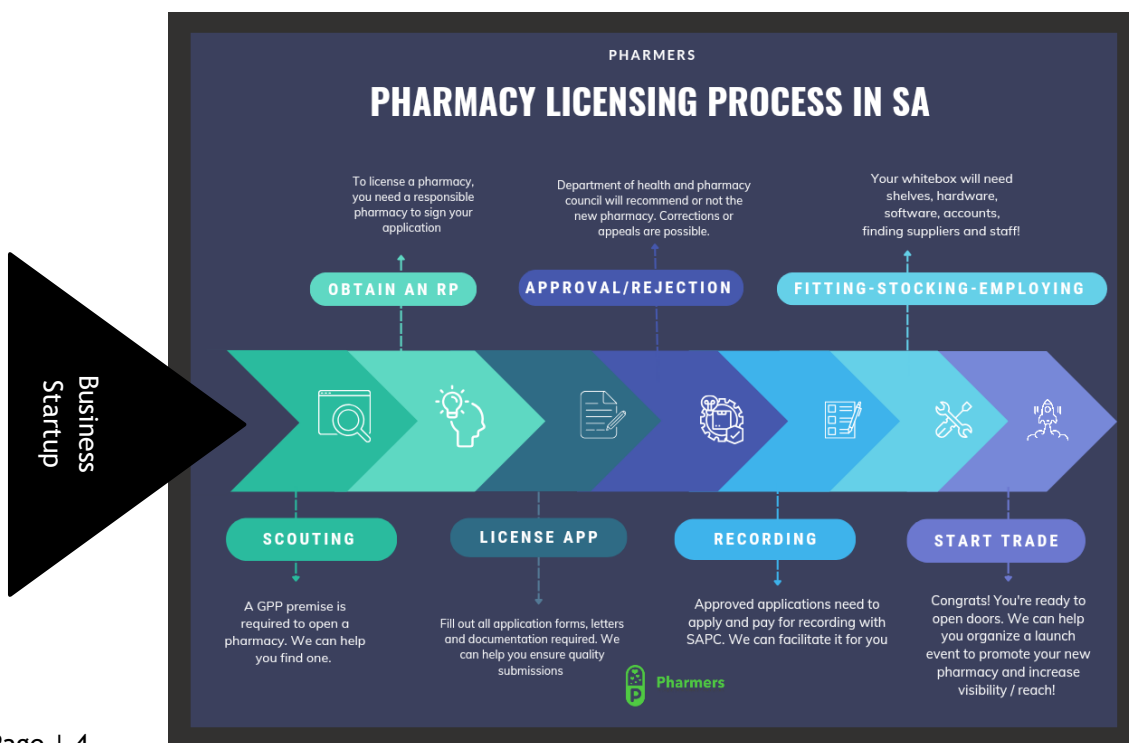 PHARMERS
PHARMACY LICENSING PROCESS IN SA
To license a pharmacy,
you need a responsible
pharmacy to sign your
application
Department of health and pharmacy
council will recommend or not the
new pharmacy. Corrections or
appeals are possible.
Your whitebox will need
shelves, hardware,
software, accounts,
finding suppliers and staff!
OBTAIN AN RP
APPROVAL/REJECTION
FITTING-STOCKING-EMPLOYING
Business
Startup
SCOUTING
LICENSE APP
RECORDING
START TRADE
A GPP premise is
required to open a
pharmacy. We can help
you find one.
Fill out all application forms, letters
and documentation required. We
can help you ensure quality
submissions
Approved applications need to
apply and pay for recording with
SAPC. We can facilitate it for you
Congrats! You're ready to
open doors. We can help
you organize a launch
event to promote your new
pharmacy and increase
visibility / reach!
P
Pharmers
| 4